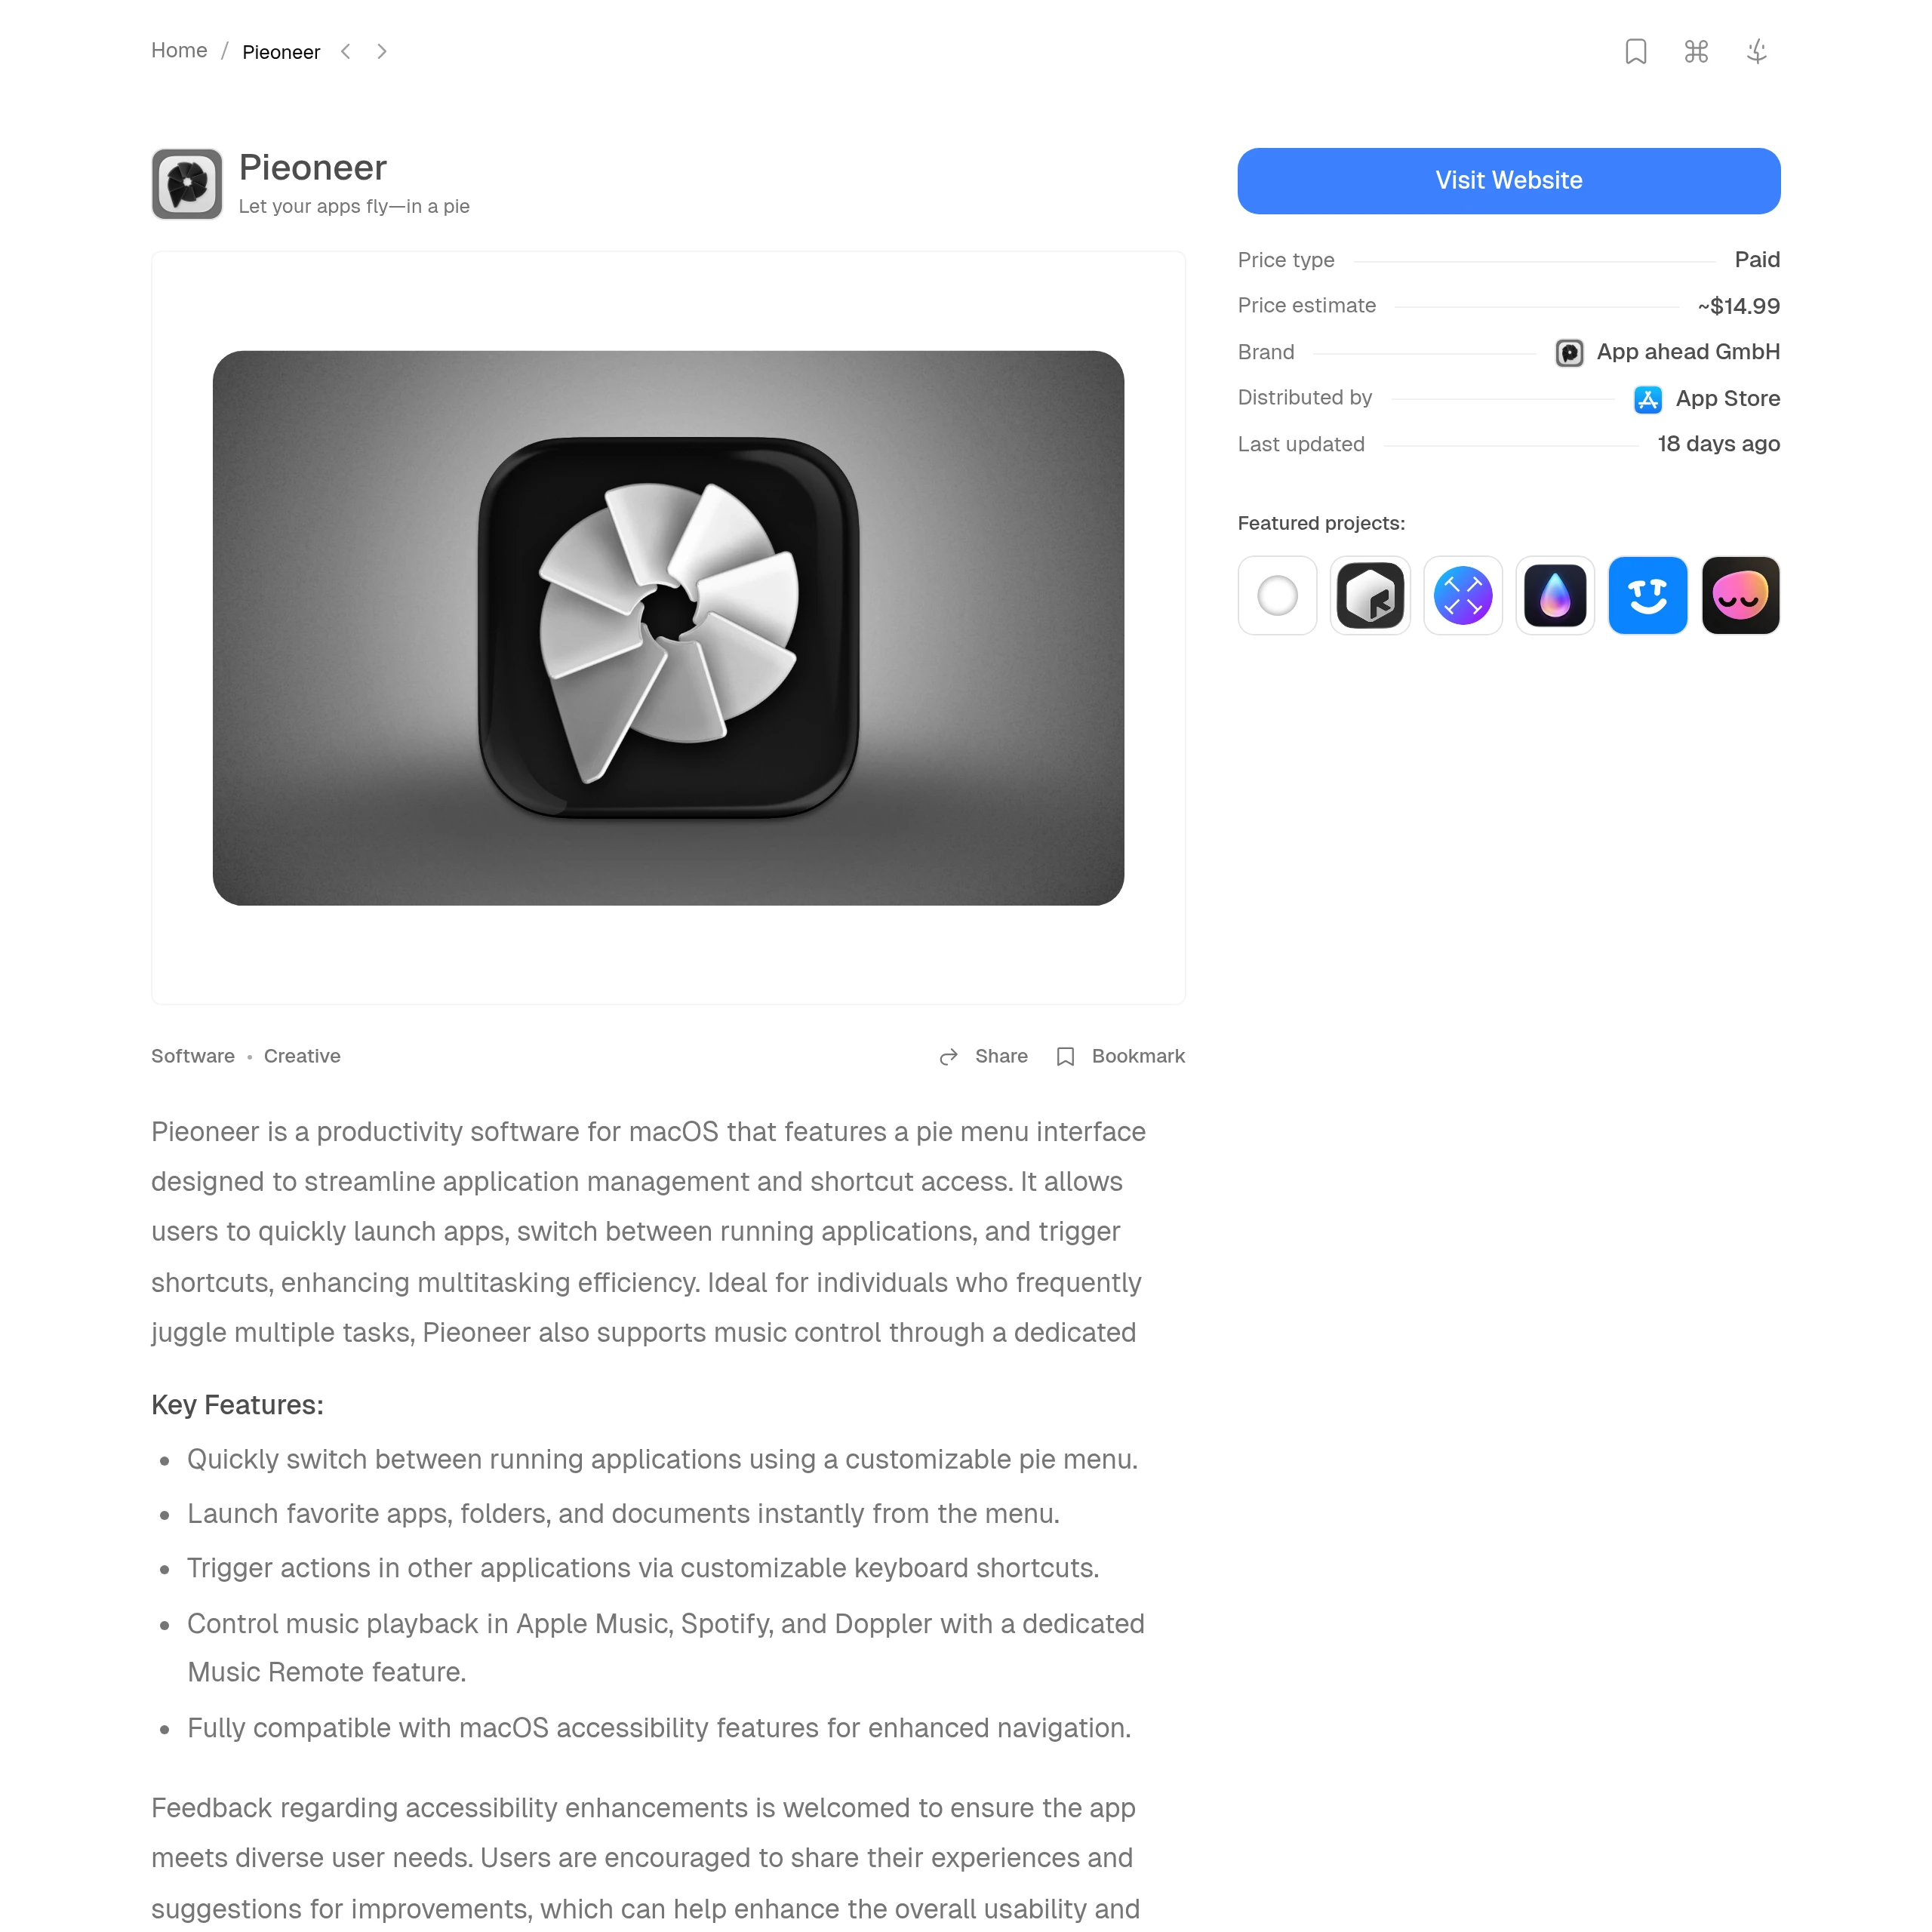 Home / Pieoneer
Pieoneer
Let your apps fly—in a pie
Visit Website
Price type Paid
Price estimate ~$14.99
Brand App ahead GmbH
Distributed by App Store
Last updated 18 days ago
Featured projects:
Software • Creative
Share Bookmark
Pieoneer is a productivity software for macOS that features a pie menu interface
designed to streamline application management and shortcut access. It allows
users to quickly launch apps, switch between running applications, and trigger
shortcuts, enhancing multitasking efficiency. Ideal for individuals who frequently
juggle multiple tasks, Pieoneer also supports music control through a dedicated
Key Features:
• Quickly switch between running applications using a customizable pie menu.
• Launch favorite apps, folders, and documents instantly from the menu.
• Trigger actions in other applications via customizable keyboard shortcuts.
• Control music playback in Apple Music, Spotify, and Doppler with a dedicated
Music Remote feature.
• Fully compatible with macOS accessibility features for enhanced navigation.
Feedback regarding accessibility enhancements is welcomed to ensure the app
meets diverse user needs. Users are encouraged to share their experiences and
suggestions for improvements, which can help enhance the overall usability and